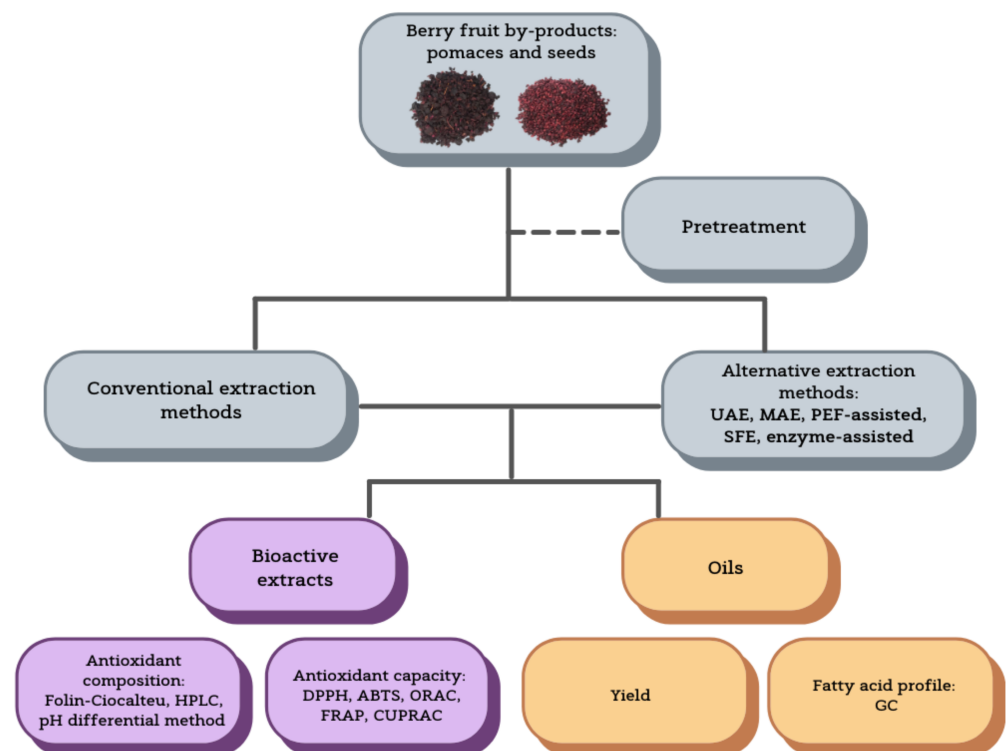 Berry fruit by-products:
pomaces and seeds
Pretreatment
Conventional extraction
methods
Alternative extraction
methods:
UAE, MAE, PEF-assisted,
SFE, enzyme-assisted
Bioactive
extracts
Oils
Antioxidant
composition:
Folin-Ciocalteu, HPLC,
pH differential method
Antioxidant capacity:
DPPH, ABTS, ORAC,
FRAP, CUPRAC
Yield
Fatty acid profile:
GC